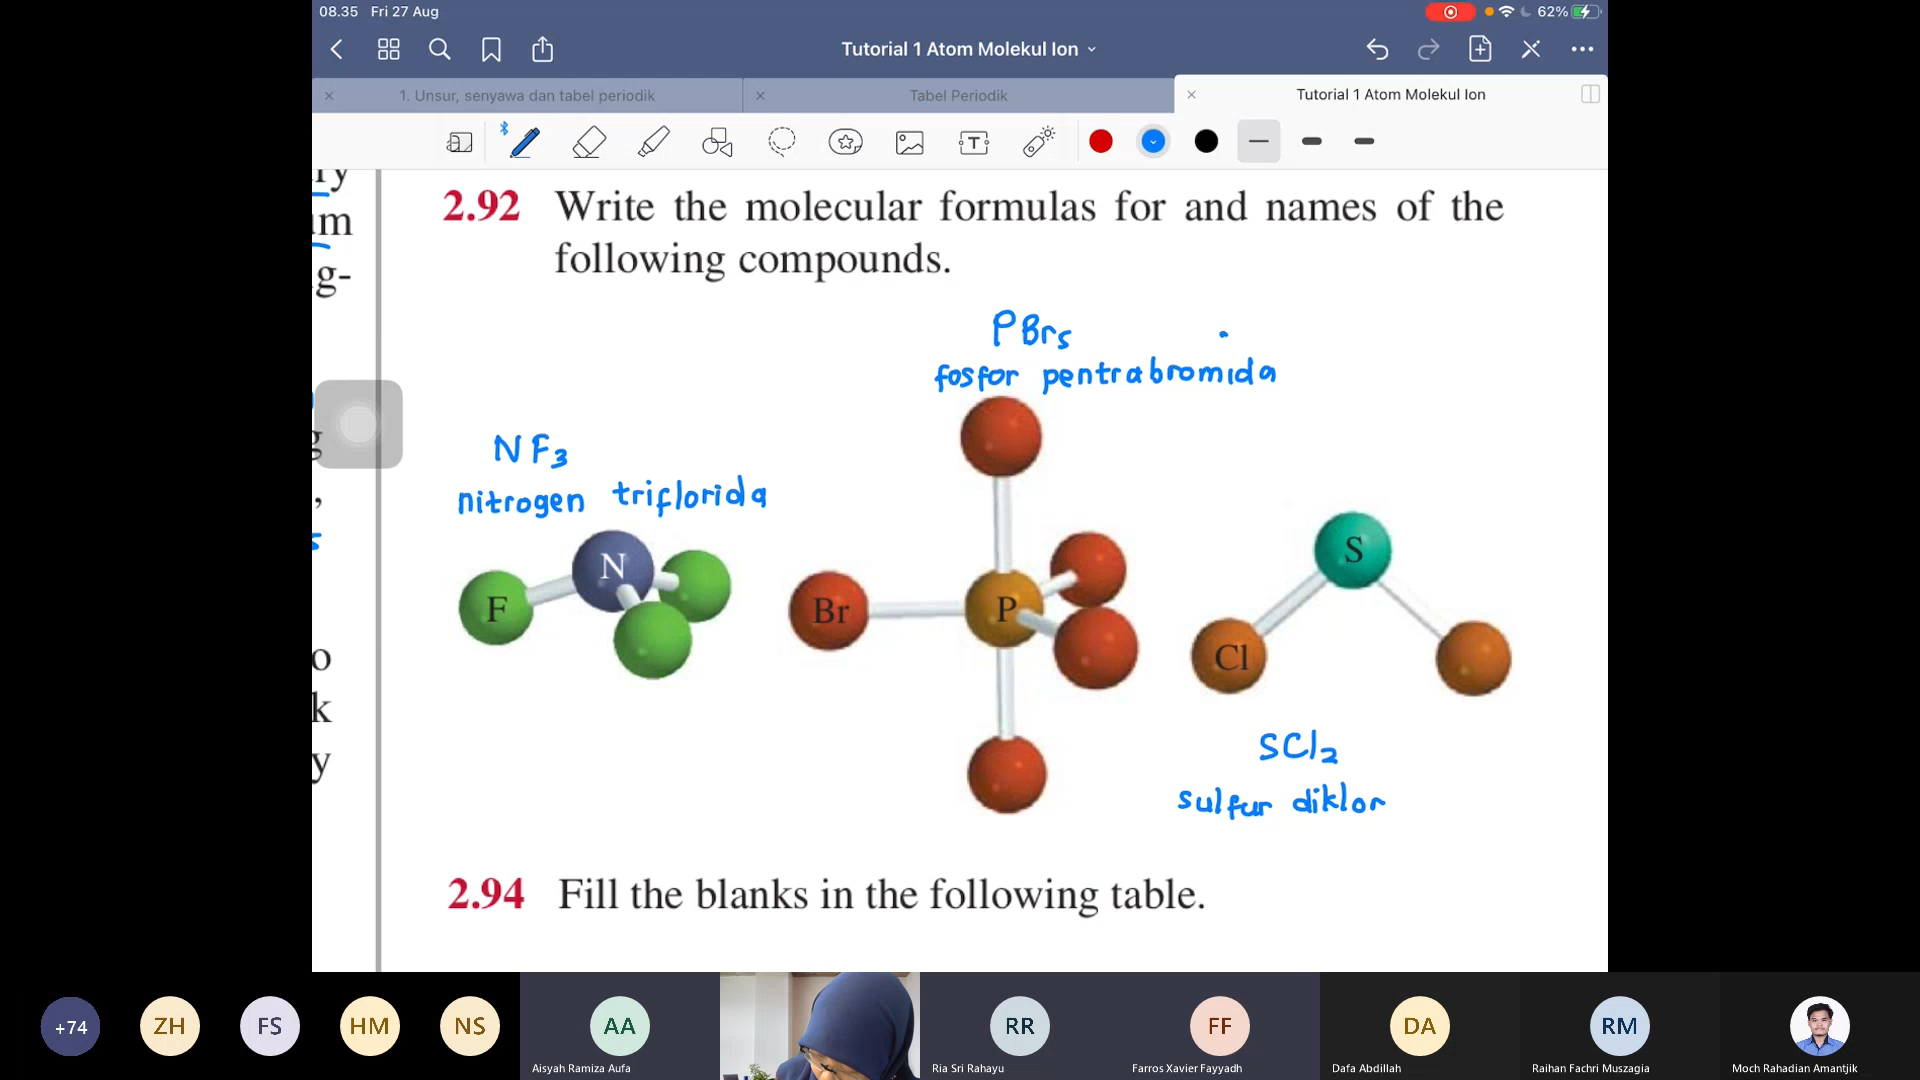 08.35 Fri 27 Aug
62%
Tutorial 1 Atom Molekul Ion
1. Unsur, senyawa dan tabel periodik
Tabel Periodik
Tutorial 1 Atom Molekul Ion
ry
um
g-
g
,
s
o
k
y
2.92 Write the molecular formulas for and names of the
following compounds.
PBr5
fosfor pentrabromida
NF3
nitrogen triflorida
N
F
Br
P
S
Cl
SCl2
sulfur diklor
2.94 Fill the blanks in the following table.
+74
ZH
FS
HM
NS
AA
RR
FF
DA
RM
Aisyah Ramiza Aufa
Ria Sri Rahayu
Farros Xavier Fayyadh
Dafa Abdillah
Raihan Fachri Muszagia
Moch Rahadian Amantjik